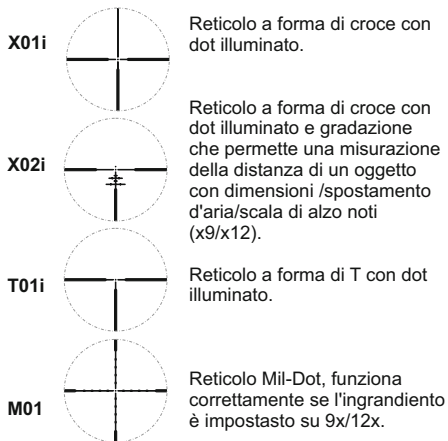 X01i
Reticolo a forma di croce con
dot illuminato.
X02i
Reticolo a forma di croce con
dot illuminato e gradazione
che permette una misurazione
della distanza di un oggetto
con dimensioni /spostamento
d'aria/scala di alzo noti
(x9/x12).
T01i
Reticolo a forma di T con dot
illuminato.
M01
Reticolo Mil-Dot, funziona
correttamente se l'ingrandiento
è impostasto su 9x/12x.